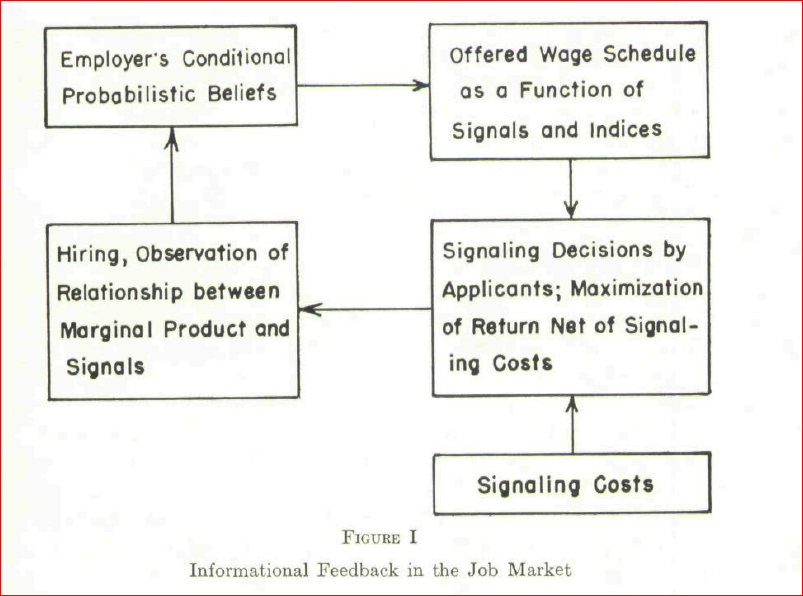 Employer's Conditional
Probabilistic Beliefs
Offered Wage Schedule
as a Function of
Signals and Indices
Hiring, Observation of
Relationship between
Marginal Product and
Signals
Signaling Decisions by
Applicants; Maximization
of Return Net of Signal-
ing Costs
Signaling Costs
FIGURE I
Informational Feedback in the Job Market